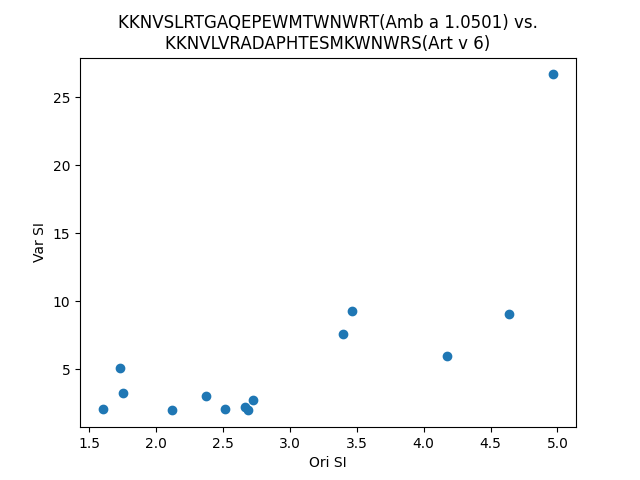 KKNVSLRTGAQEPEWMTWNWRT(Amb a 1.0501) vs.
KKNVLVRADAPHTESMKWNWRS(Art v 6)
25
20
15
10
5
Var SI
1.5 2.0 2.5 3.0 3.5 4.0 4.5 5.0
Ori SI